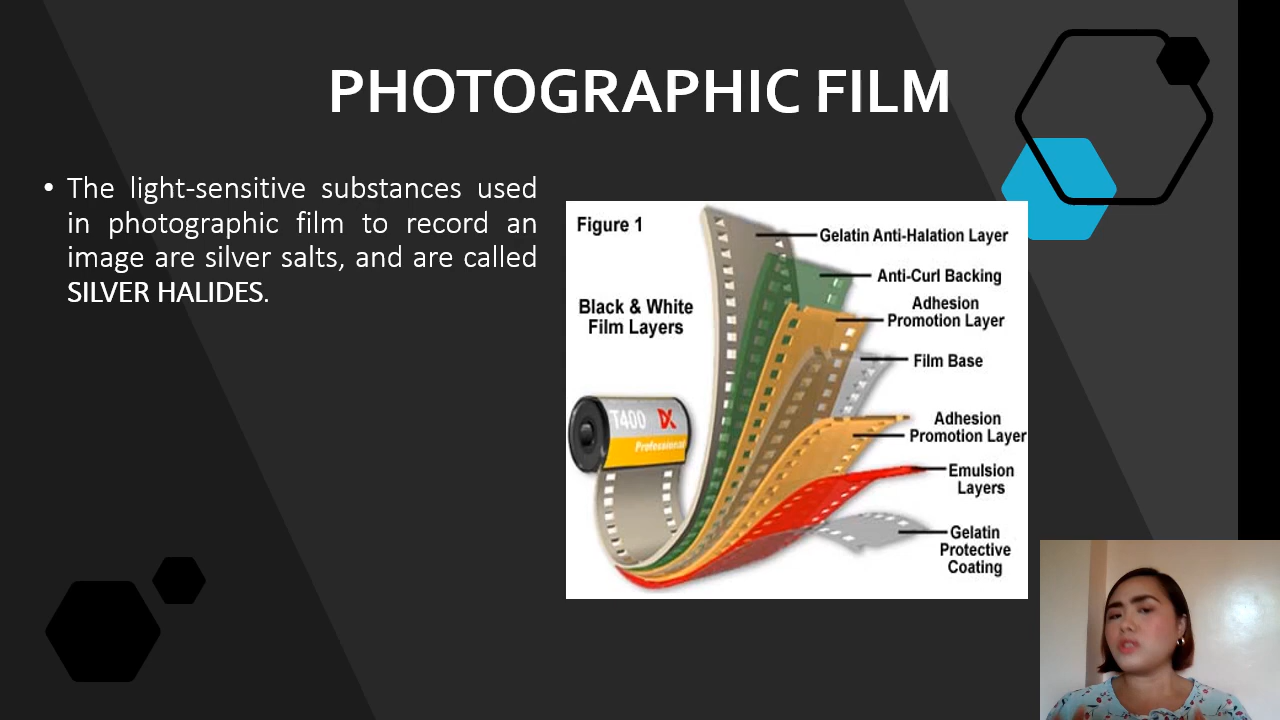 PHOTOGRAPHIC FILM
• The light-sensitive substances used
in photographic film to record an
image are silver salts, and are called
SILVER HALIDES.
Figure 1
Black & White
Film Layers
T400
Professional
Gelatin Anti-Halation Layer
Anti-Curl Backing
Adhesion
Promotion Layer
Film Base
Adhesion
Promotion Layer
Emulsion
Layers
Gelatin
Protective
Coating